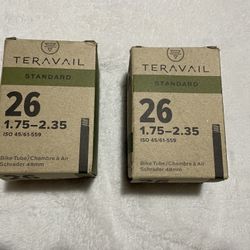 TERAVAIL
STANDARD
26
1.75–2.35
ISO 45/61-559
Bike Tube/Chambre à Air
Schrader 48mm
TERAVAIL
STANDARD
26
1.75–2.35
ISO 45/61-559
Bike Tube/Chambre à Air
Schrader 48mm